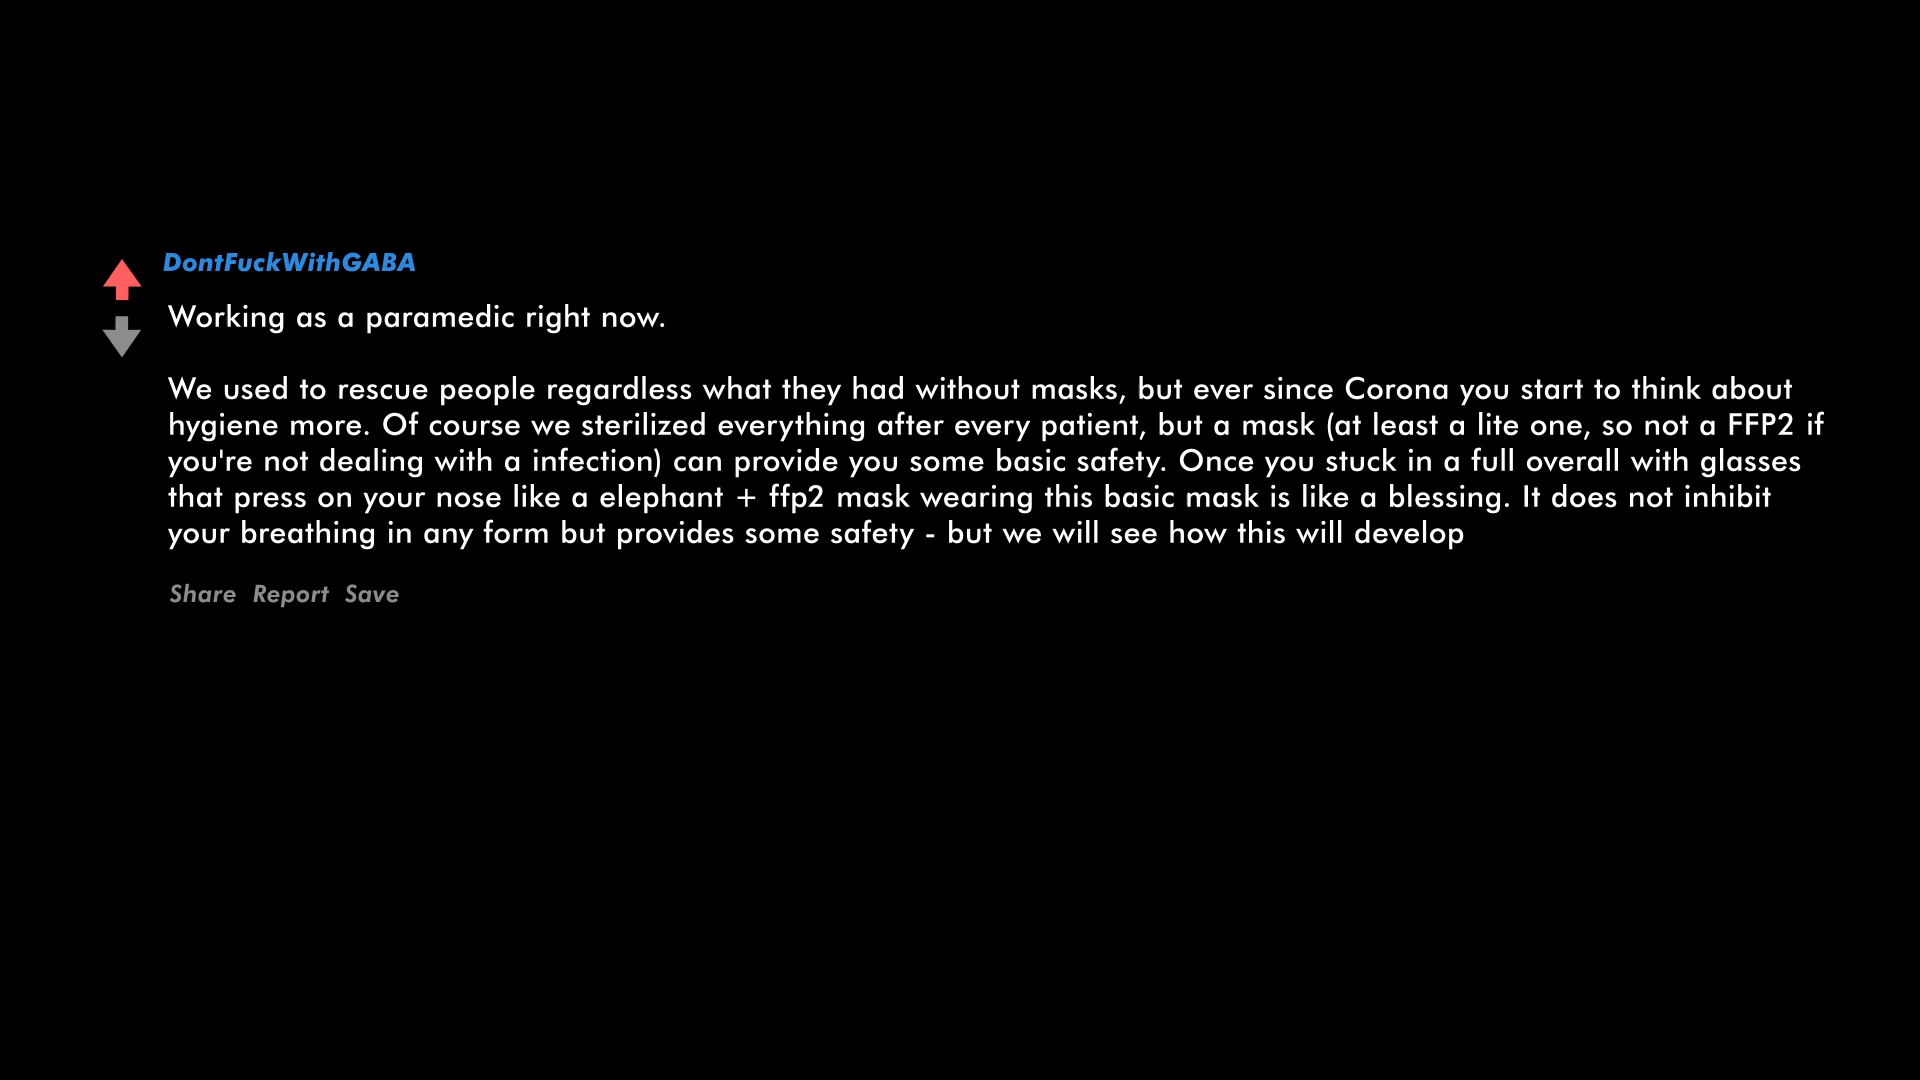 DontFuckWithGABA
Working as a paramedic right now.
We used to rescue people regardless what they had without masks, but ever since Corona you start to think about
hygiene more. Of course we sterilized everything after every patient, but a mask (at least a lite one, so not a FFP2 if
you're not dealing with a infection) can provide you some basic safety. Once you stuck in a full overall with glasses
that press on your nose like a elephant + ffp2 mask wearing this basic mask is like a blessing. It does not inhibit
your breathing in any form but provides some safety - but we will see how this will develop
Share Report Save